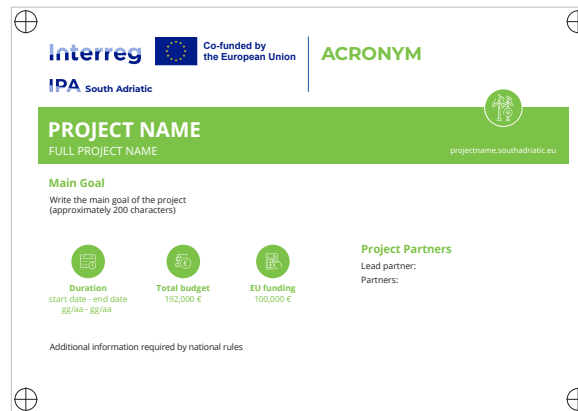 Interreg
Co-funded by
the European Union
ACRONYM
IPA South Adriatic
PROJECT NAME
FULL PROJECT NAME
projectname.southadriatic.eu
Main Goal
Write the main goal of the project
(approximately 200 characters)
Duration
start date - end date
gg/aa - gg/aa
Total budget
192,000 €
EU funding
100,000 €
Project Partners
Lead partner:
Partners:
Additional information required by national rules